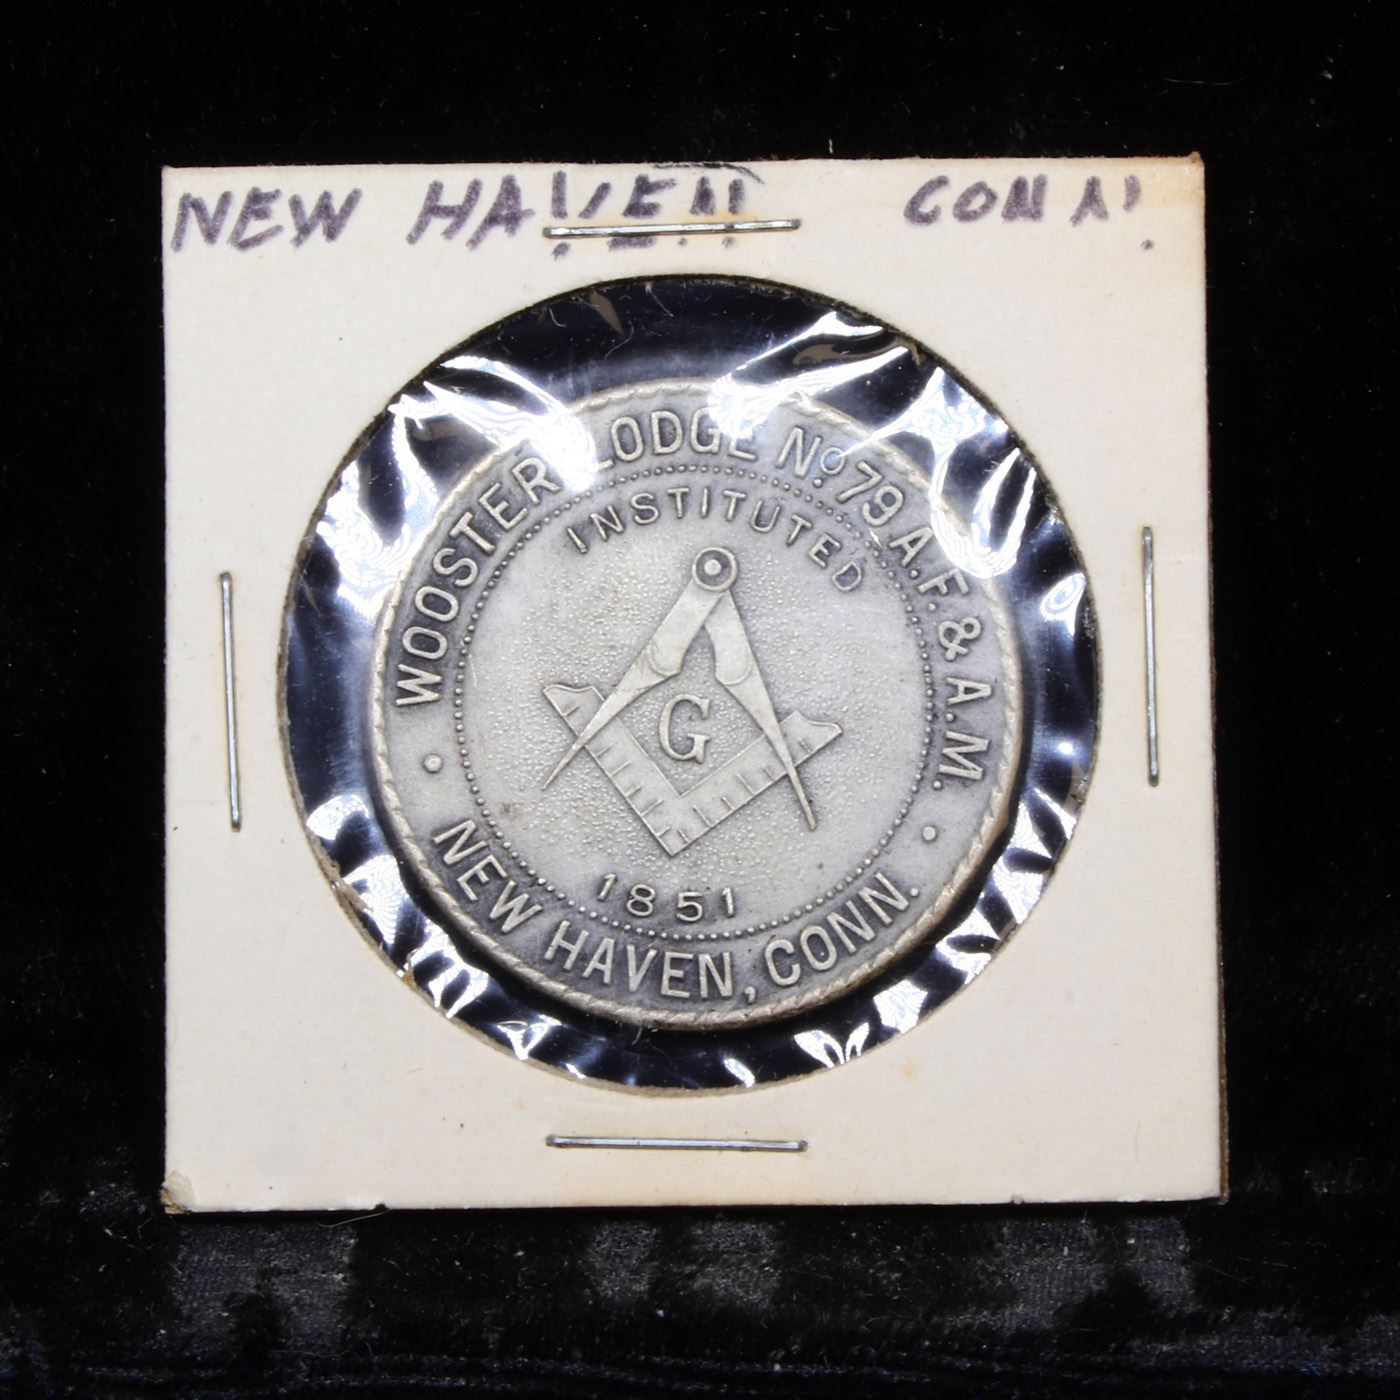 NEW HAVEN CONN.
WOOSTER LODGE No. 79 A.F. & A.M.
INSTITUTED
G
1851
NEW HAVEN, CONN.